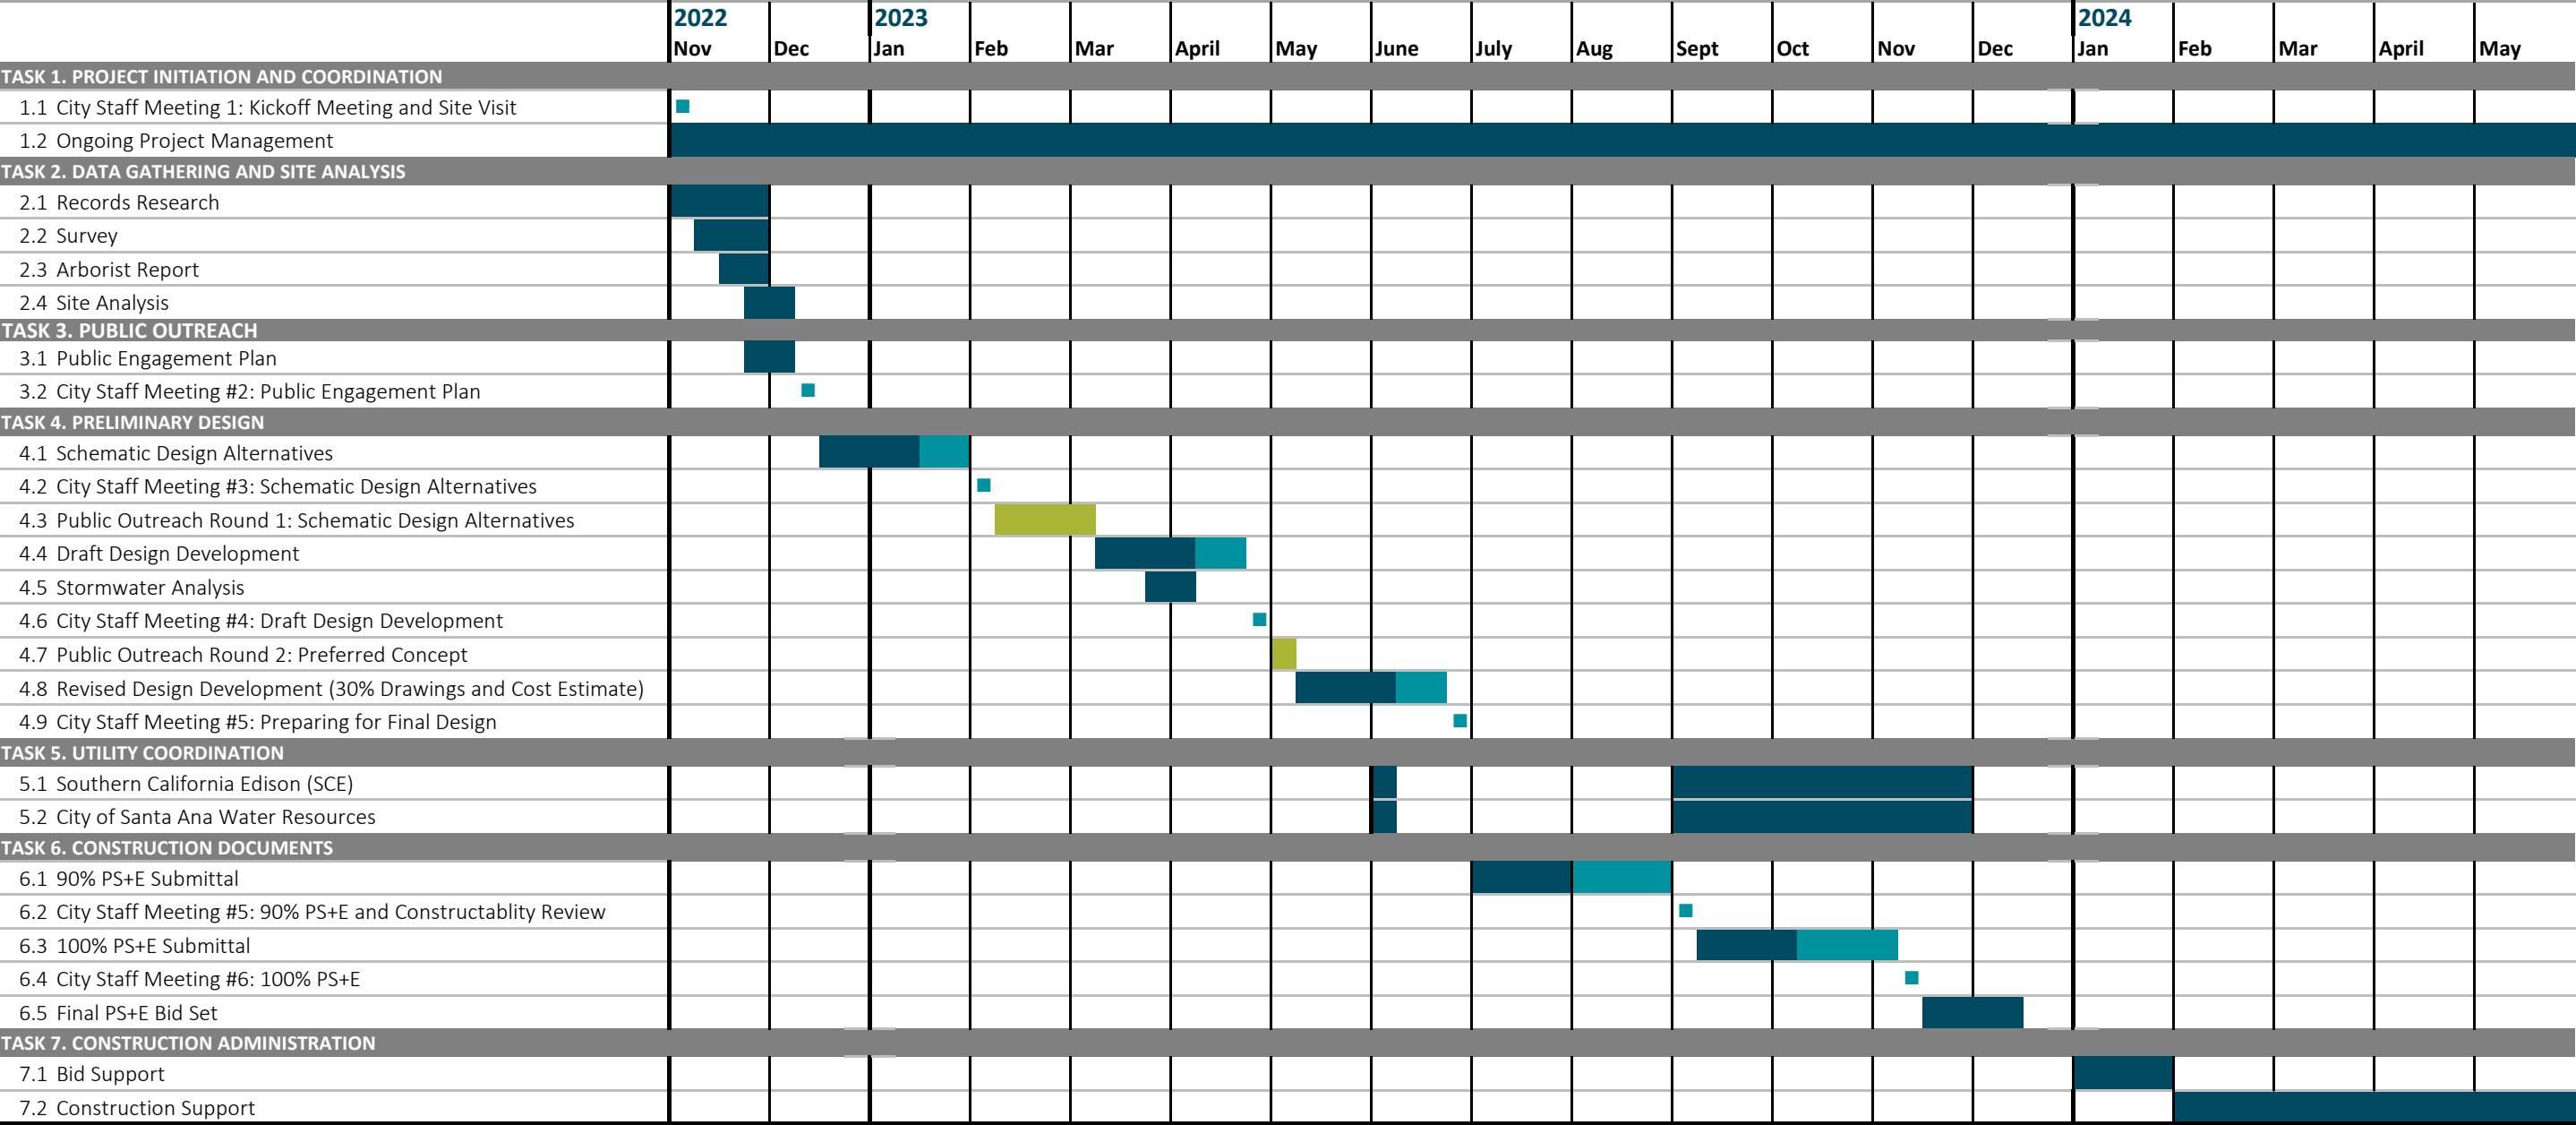 2022 2023 2024
Nov Dec Jan Feb Mar April May June July Aug Sept Oct Nov Dec Jan Feb Mar April May
TASK 1. PROJECT INITIATION AND COORDINATION
1.1 City Staff Meeting 1: Kickoff Meeting and Site Visit
1.2 Ongoing Project Management
TASK 2. DATA GATHERING AND SITE ANALYSIS
2.1 Records Research
2.2 Survey
2.3 Arborist Report
2.4 Site Analysis
TASK 3. PUBLIC OUTREACH
3.1 Public Engagement Plan
3.2 City Staff Meeting #2: Public Engagement Plan
TASK 4. PRELIMINARY DESIGN
4.1 Schematic Design Alternatives
4.2 City Staff Meeting #3: Schematic Design Alternatives
4.3 Public Outreach Round 1: Schematic Design Alternatives
4.4 Draft Design Development
4.5 Stormwater Analysis
4.6 City Staff Meeting #4: Draft Design Development
4.7 Public Outreach Round 2: Preferred Concept
4.8 Revised Design Development (30% Drawings and Cost Estimate)
4.9 City Staff Meeting #5: Preparing for Final Design
TASK 5. UTILITY COORDINATION
5.1 Southern California Edison (SCE)
5.2 City of Santa Ana Water Resources
TASK 6. CONSTRUCTION DOCUMENTS
6.1 90% PS+E Submittal
6.2 City Staff Meeting #5: 90% PS+E and Constructablity Review
6.3 100% PS+E Submittal
6.4 City Staff Meeting #6: 100% PS+E
6.5 Final PS+E Bid Set
TASK 7. CONSTRUCTION ADMINISTRATION
7.1 Bid Support
7.2 Construction Support